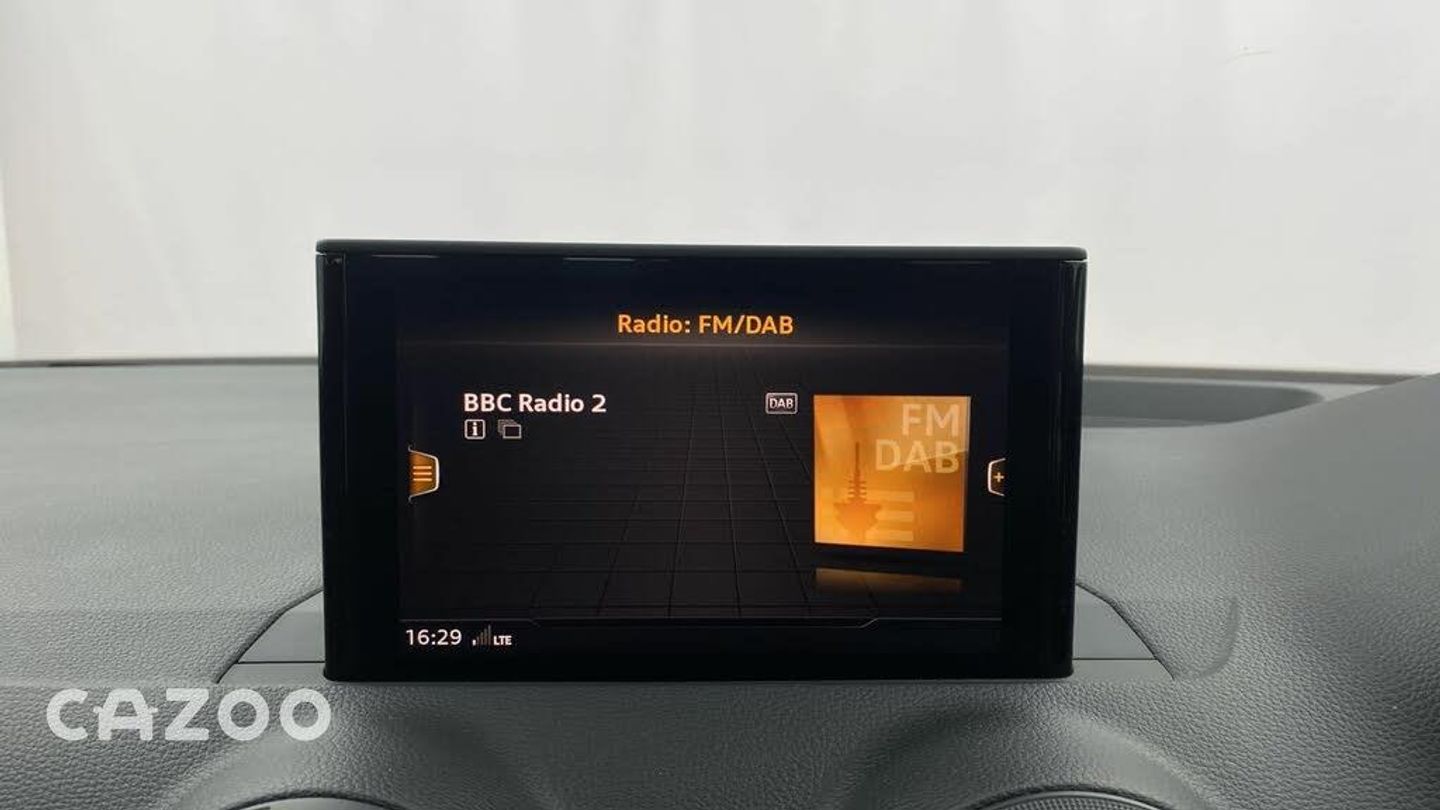 Radio: FM/DAB
BBC Radio 2
DAB
FM
DAB
16:29 LTE
CAZOO